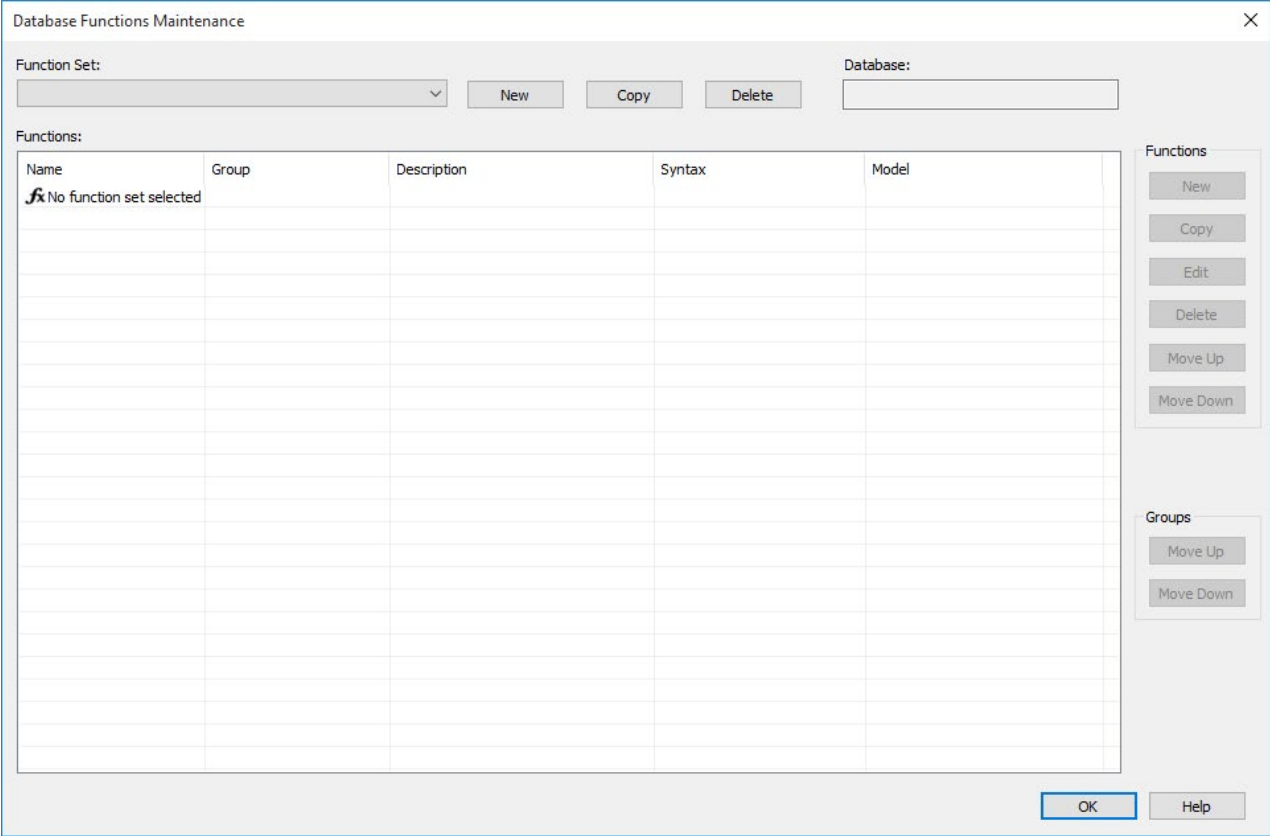 Database Functions Maintenance
Function Set:
Database:
New
Copy
Delete
Functions:
Name Group Description Syntax Model
fx No function set selected
Functions
New
Copy
Edit
Delete
Move Up
Move Down
Groups
Move Up
Move Down
OK
Help